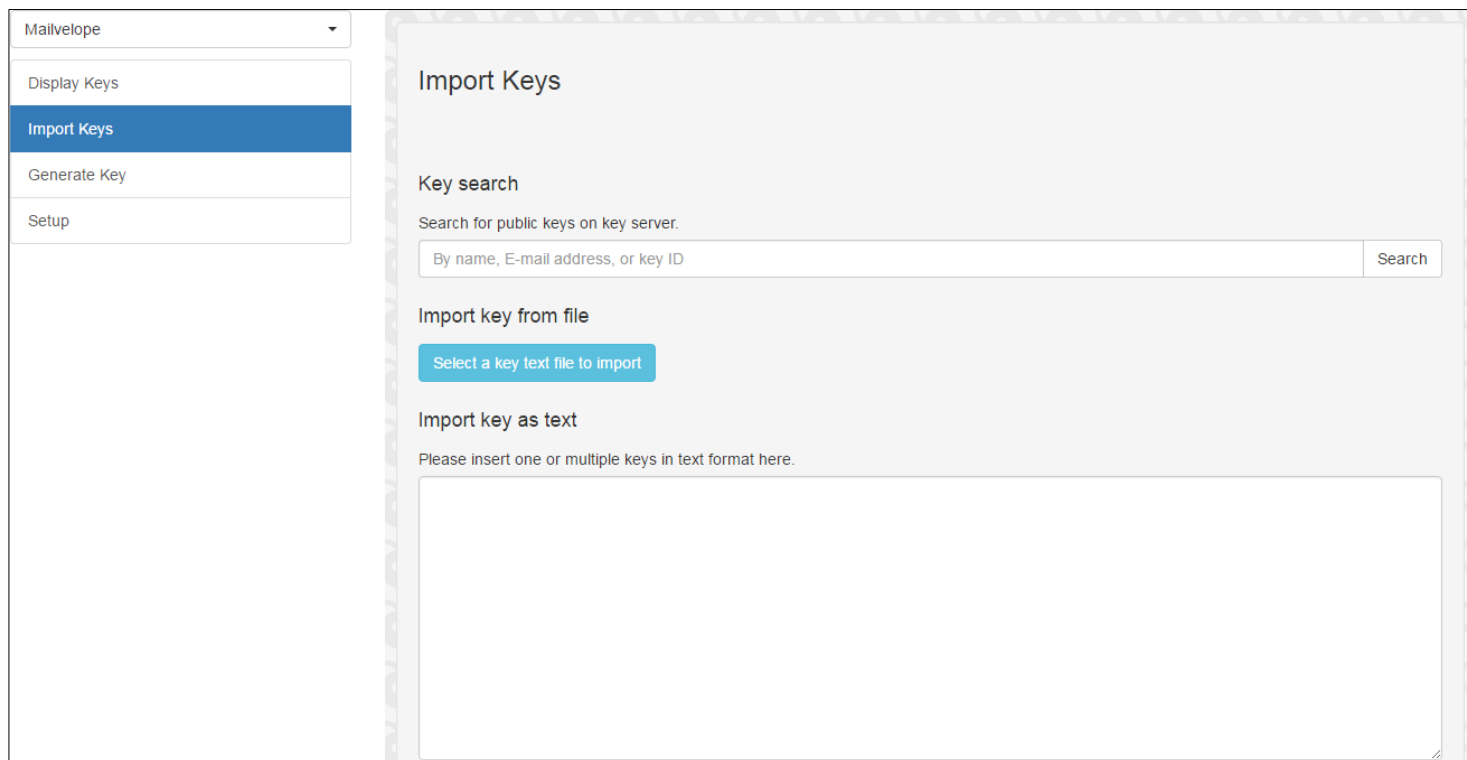 Mailvelope
Display Keys
Import Keys
Generate Key
Setup
Import Keys
Key search
Search for public keys on key server.
By name, E-mail address, or key ID
Search
Import key from file
Select a key text file to import
Import key as text
Please insert one or multiple keys in text format here.